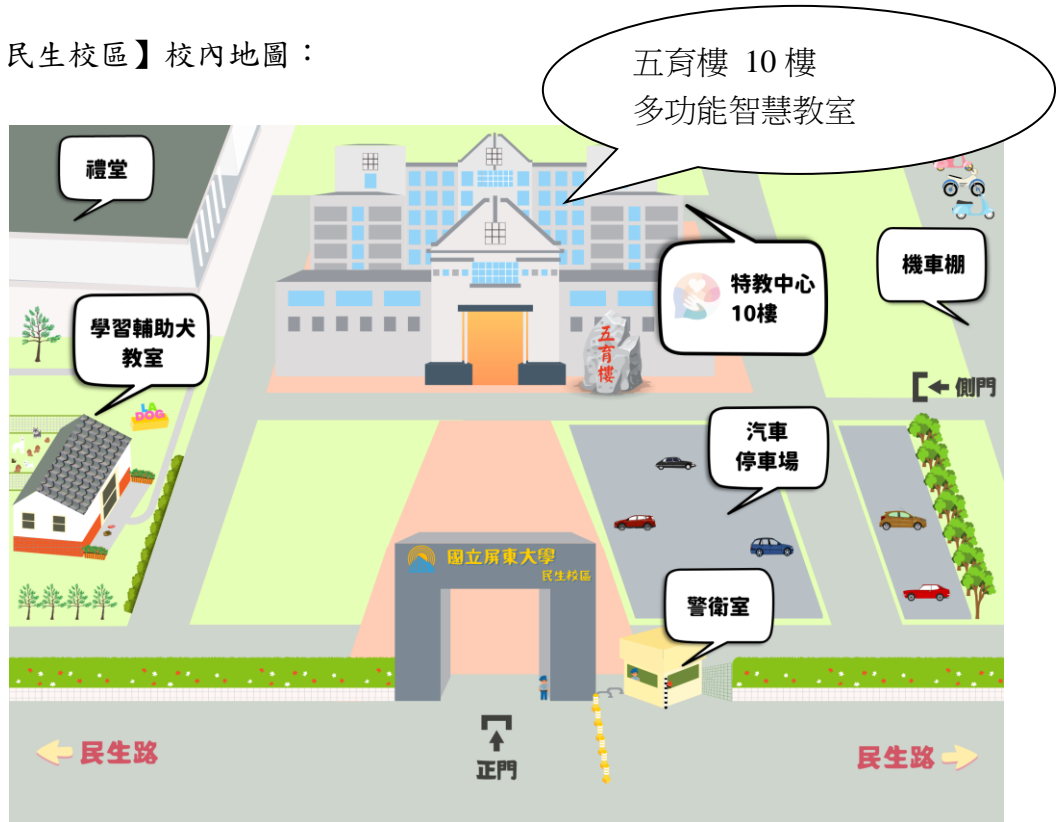 民生校區】校內地圖：
五育樓 10 樓
多功能智慧教室
禮堂
機車棚
特教中心
10樓
學習輔助犬
教室
五育樓
側門
LA
DOG
汽車
停車場
國立屏東大學
民生校區
警衛室
民生路
正門
民生路